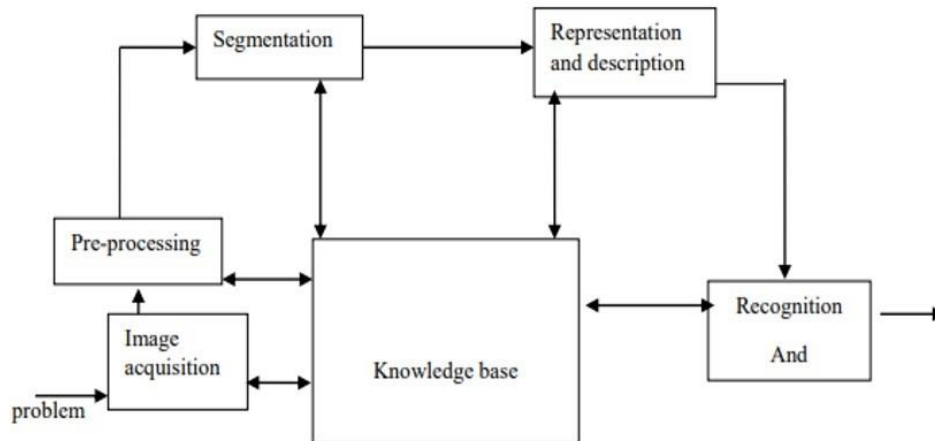 Segmentation
Representation
and description
Pre-processing
Image
acquisition
problem
Knowledge base
Recognition
And